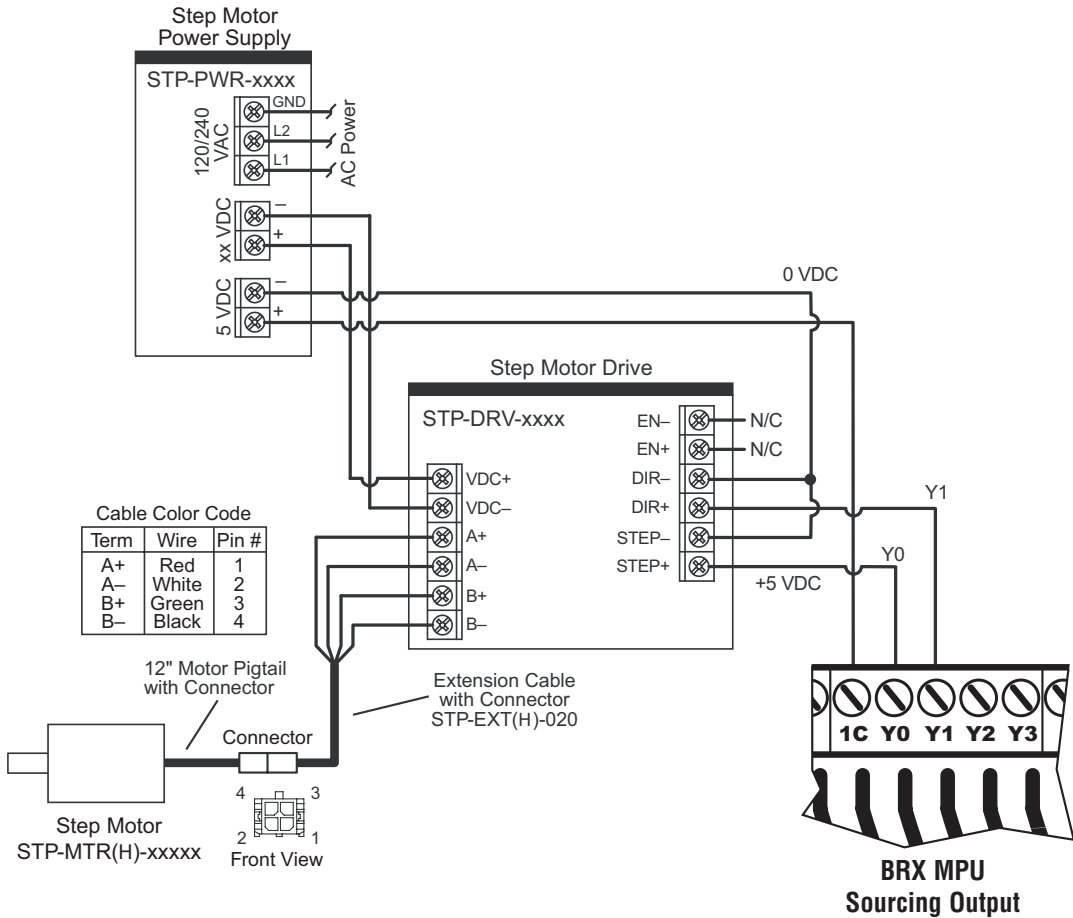 Step Motor
Power Supply
STP-PWR-xxxx
120/240
VAC
GND
L2
L1
AC Power
xx VDC
–
+
5 VDC
–
+
0 VDC
Step Motor Drive
STP-DRV-xxxx
VDC+
VDC–
A+
A–
B+
B–
EN–
N/C
EN+
N/C
DIR–
DIR+
Y1
STEP–
Y0
STEP+
+5 VDC
Cable Color Code
Term Wire Pin #
A+ Red 1
A– White 2
B+ Green 3
B– Black 4
12" Motor Pigtail
with Connector
Extension Cable
with Connector
STP-EXT(H)-020
Connector
4 3
2 1
Front View
Step Motor
STP-MTR(H)-xxxxx
1C Y0 Y1 Y2 Y3
BRX MPU
Sourcing Output